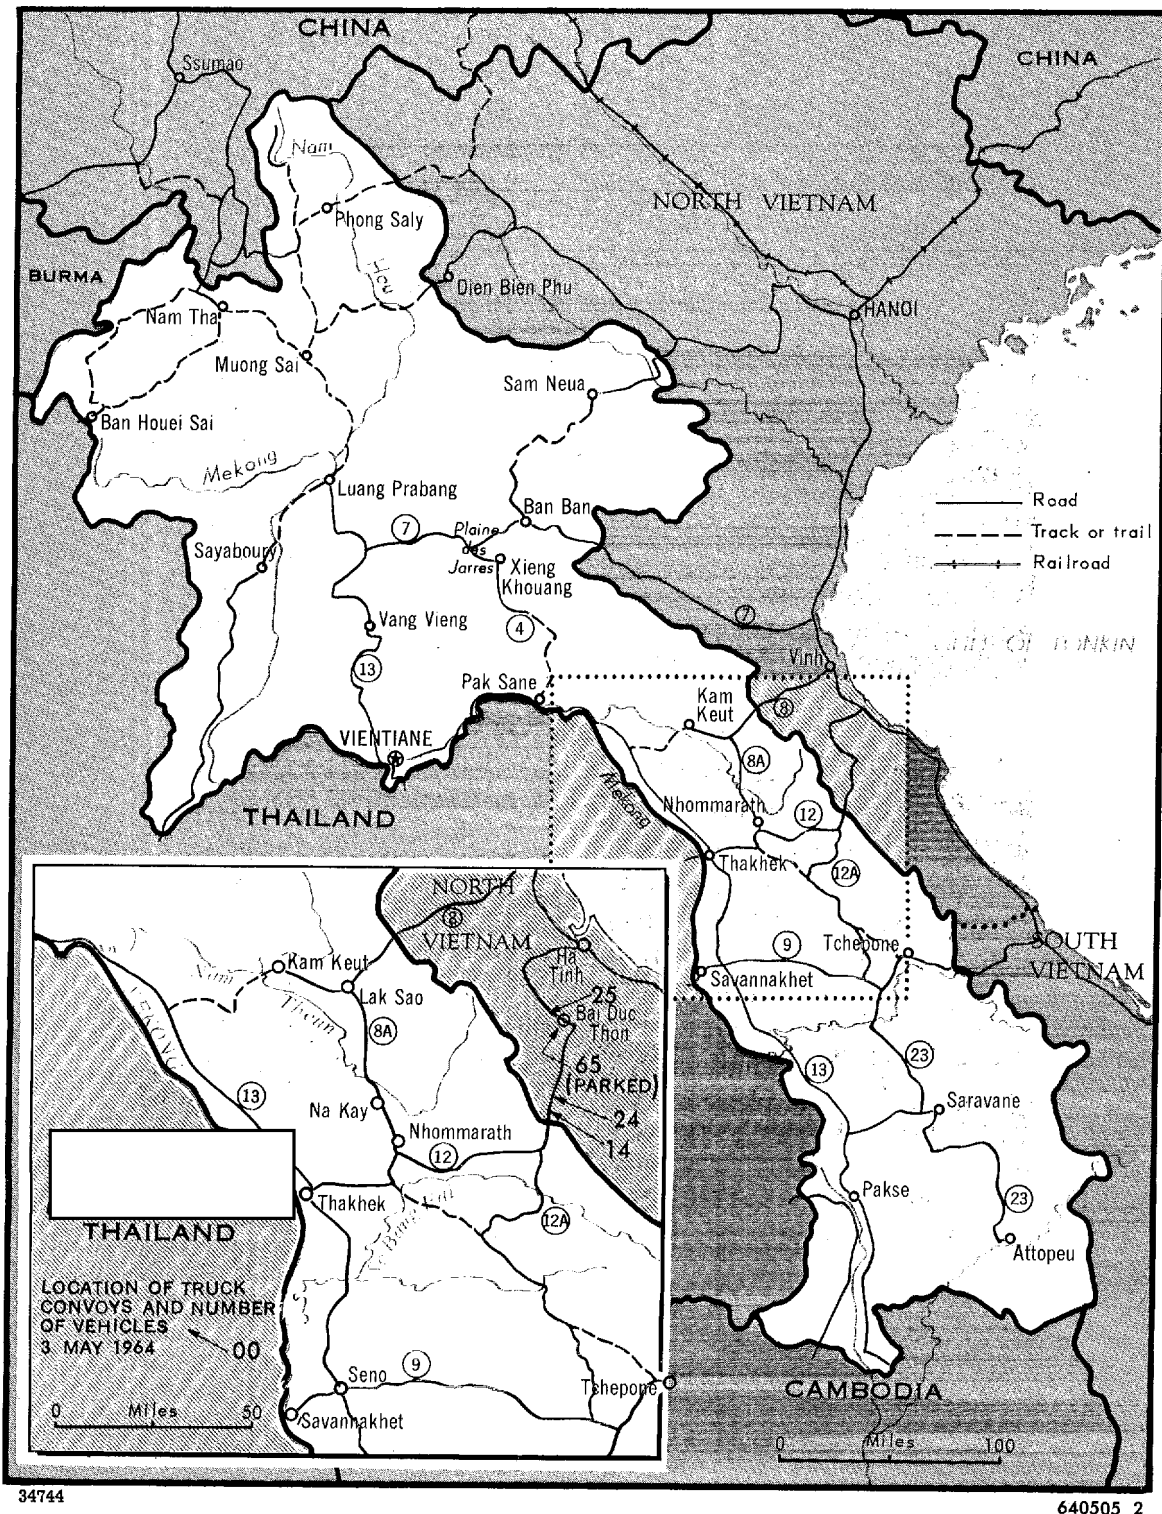 CHINA
CHINA
Ssumao
Nam
NORTH VIETNAM
Phong Saly
BURMA
Hou
Dien Bien Phu
HANOI
Nam Tha
Muong Sai
Sam Neua
Ban Houei Sai
Mekong
Luang Prabang
Road
Ban Ban
7
Plaine
des
Jarres
Track or trail
Sayaboury
Xieng
Khouang
Railroad
7
Vang Vieng
4
OF TONKIN
Vinh
13
Pak Sane
Kam
Keut
8
VIENTIANE
8A
Mekong
Nhommarath
12
THAILAND
Thakhek
12A
9
Tchepone
SOUTH
VIETNAM
Savannakhet
13
23
Saravane
Pakse
23
Attopeu
CAMBODIA
0 Miles 100
NORTH
VIETNAM
8
Ha
Tinh
Kam Keut
Nam
Theun
Lak Sao
25
Bai Duc
Thon
MEKONG
8A
65
(PARKED)
13
Na Kay
24
Nhommarath
14
12
Thakhek
12A
THAILAND
LOCATION OF TRUCK
CONVOYS AND NUMBER
OF VEHICLES
3 MAY 1964
00
9
Seno
Tchepone
0 Miles 50
Savannakhet
34744
640505 2